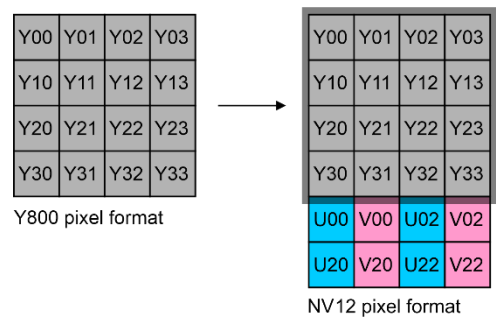 Y00 Y01 Y02 Y03
Y10 Y11 Y12 Y13
Y20 Y21 Y22 Y23
Y30 Y31 Y32 Y33
Y800 pixel format
Y00 Y01 Y02 Y03
Y10 Y11 Y12 Y13
Y20 Y21 Y22 Y23
Y30 Y31 Y32 Y33
U00 V00 U02 V02
U20 V20 U22 V22
NV12 pixel format